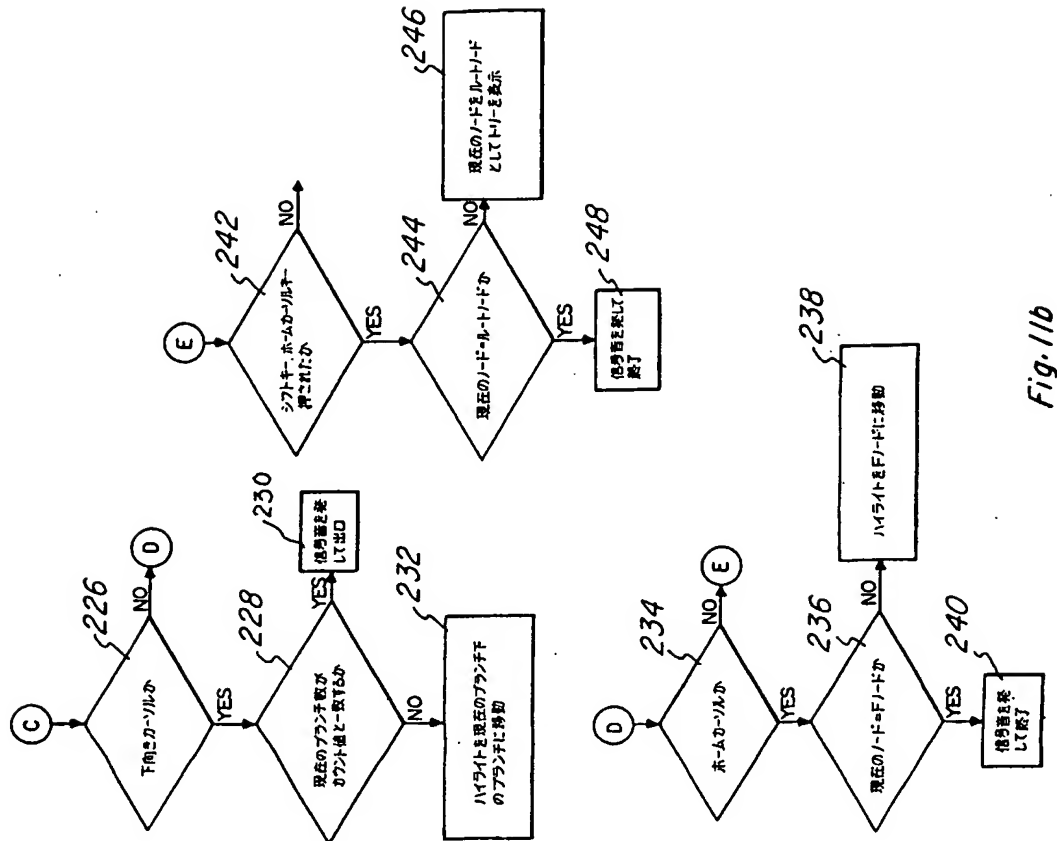 C
226
下向きカーソルか
NO
D
YES
228
現在のブランチ数が
カウント値と一致するか
YES
230
信号音を発
して出口
NO
232
ハイライトを現在のブランチ下
のブランチに移動
D
234
ホームカーソルか
NO
E
YES
236
現在のノード=Fノードか
NO
238
ハイライトをFノードに移動
YES
240
信号音を発
して終了
E
242
シフトキー、ホームカーソルキー
押されたか
NO
YES
244
現在のノード=ルートノードか
NO
246
現在のノードをルートノード
としてトリーを表示
YES
248
信号音を発して
終了
Fig. 11b